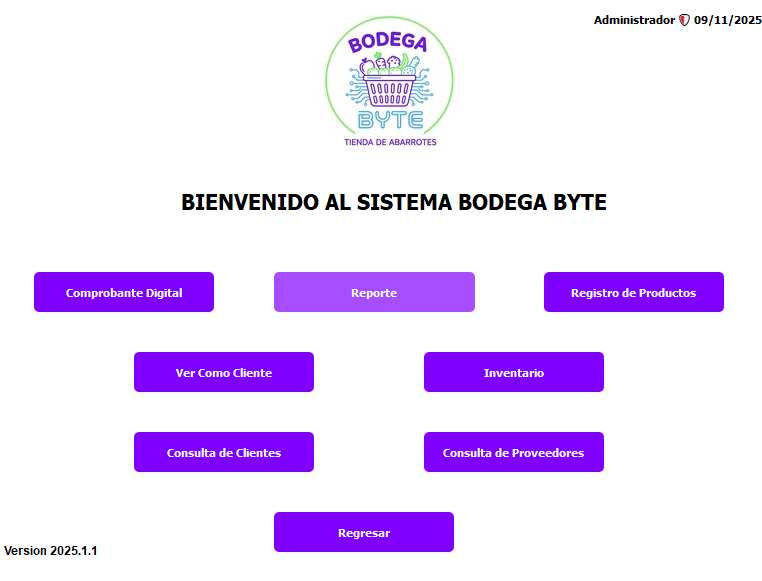 Administrador 09/11/2025
BODEGA
BYTE
TIENDA DE ABARROTES
BIENVENIDO AL SISTEMA BODEGA BYTE
Comprobante Digital
Reporte
Registro de Productos
Ver Como Cliente
Inventario
Consulta de Clientes
Consulta de Proveedores
Regresar
Version 2025.1.1